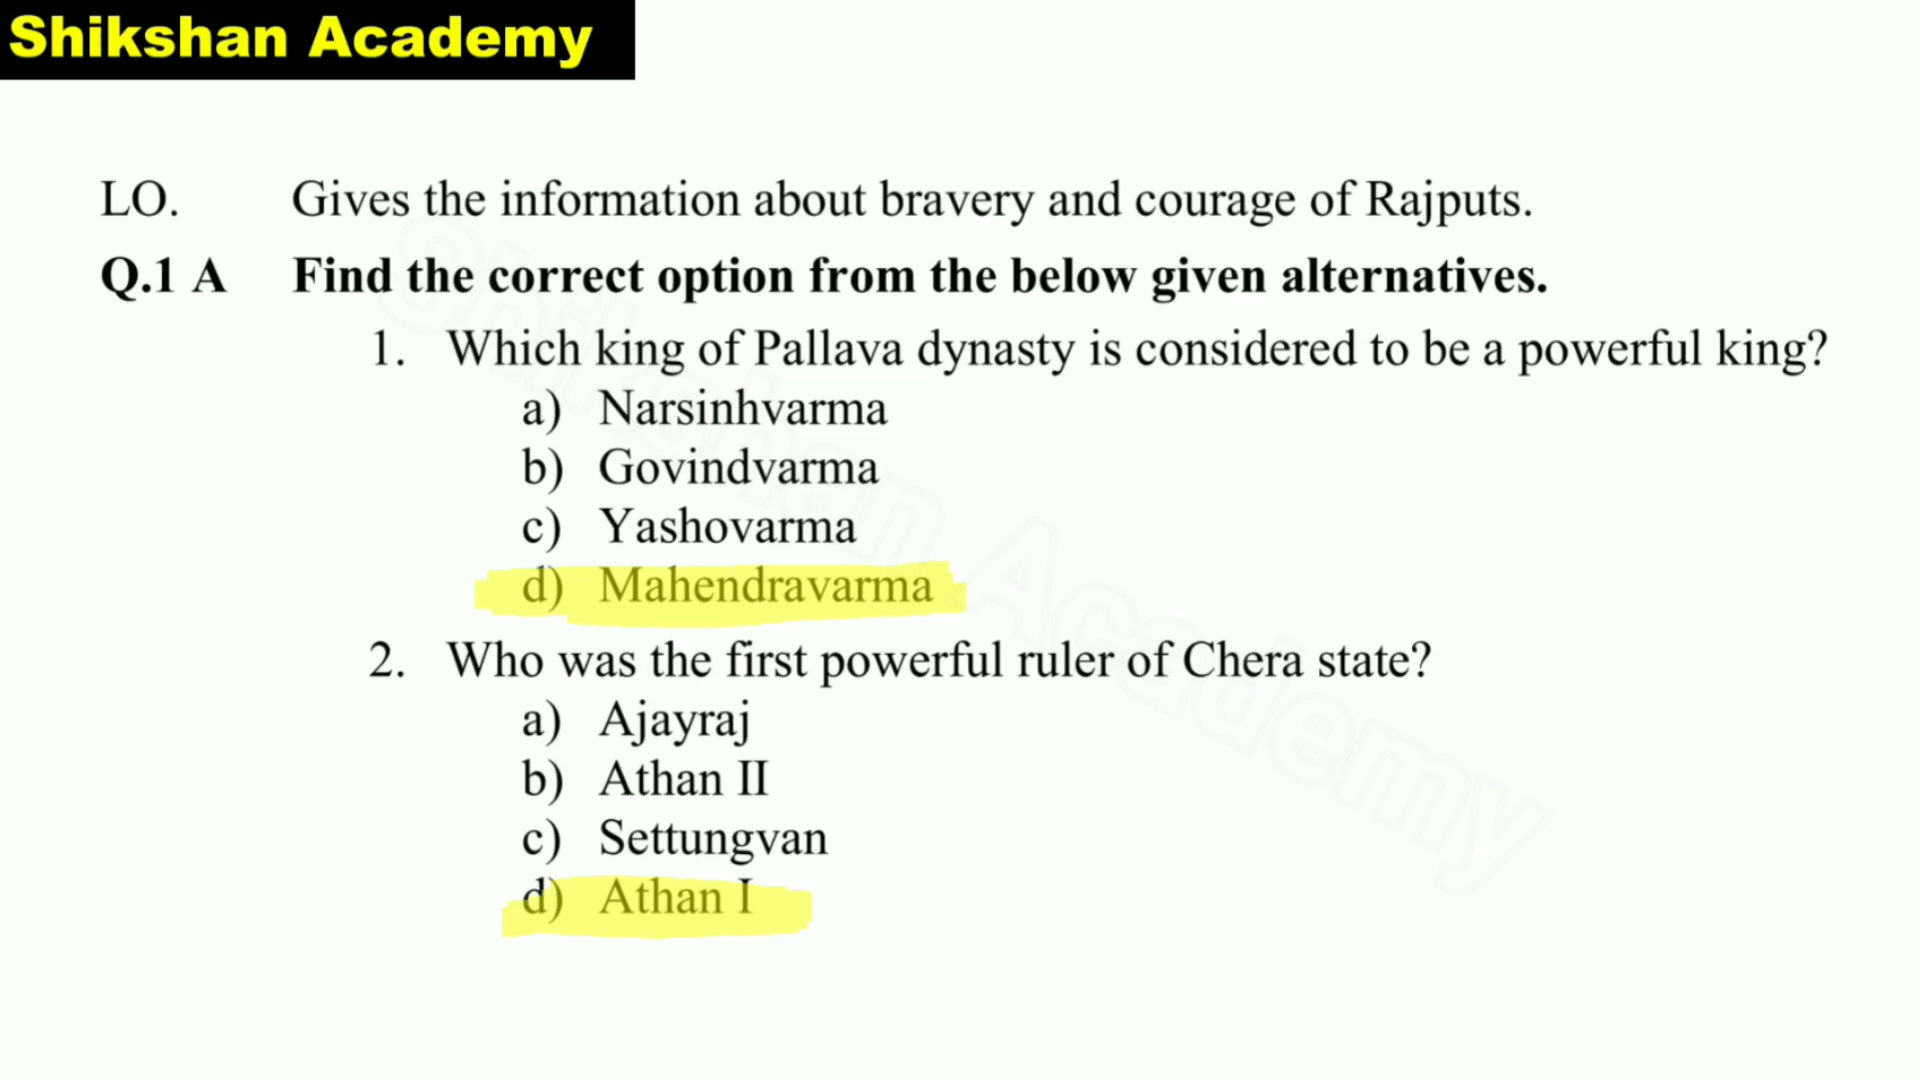 Shikshan Academy
LO. Gives the information about bravery and courage of Rajputs.
Q.1 A Find the correct option from the below given alternatives.
1. Which king of Pallava dynasty is considered to be a powerful king?
a) Narsinhvarma
b) Govindvarma
c) Yashovarma
d) Mahendravarma
2. Who was the first powerful ruler of Chera state?
a) Ajayraj
b) Athan II
c) Settungvan
d) Athan I
Shikshan Academy